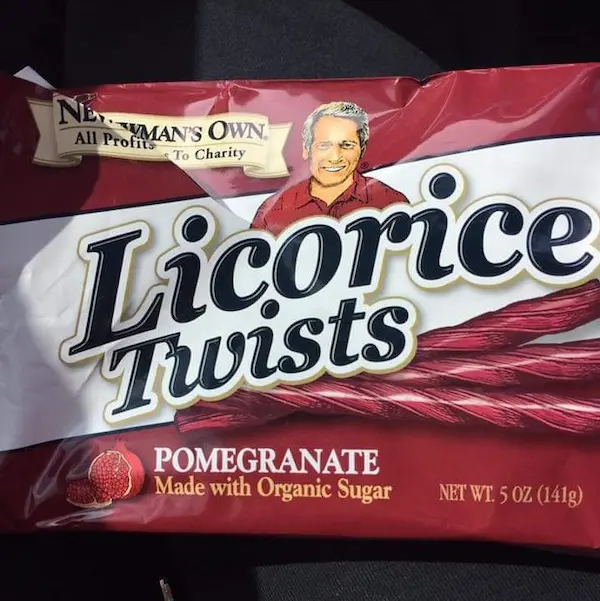 NEWMAN'S OWN
All Profits To Charity
Licorice
Twists
POMEGRANATE
Made with Organic Sugar
NET WT. 5 OZ (141g)